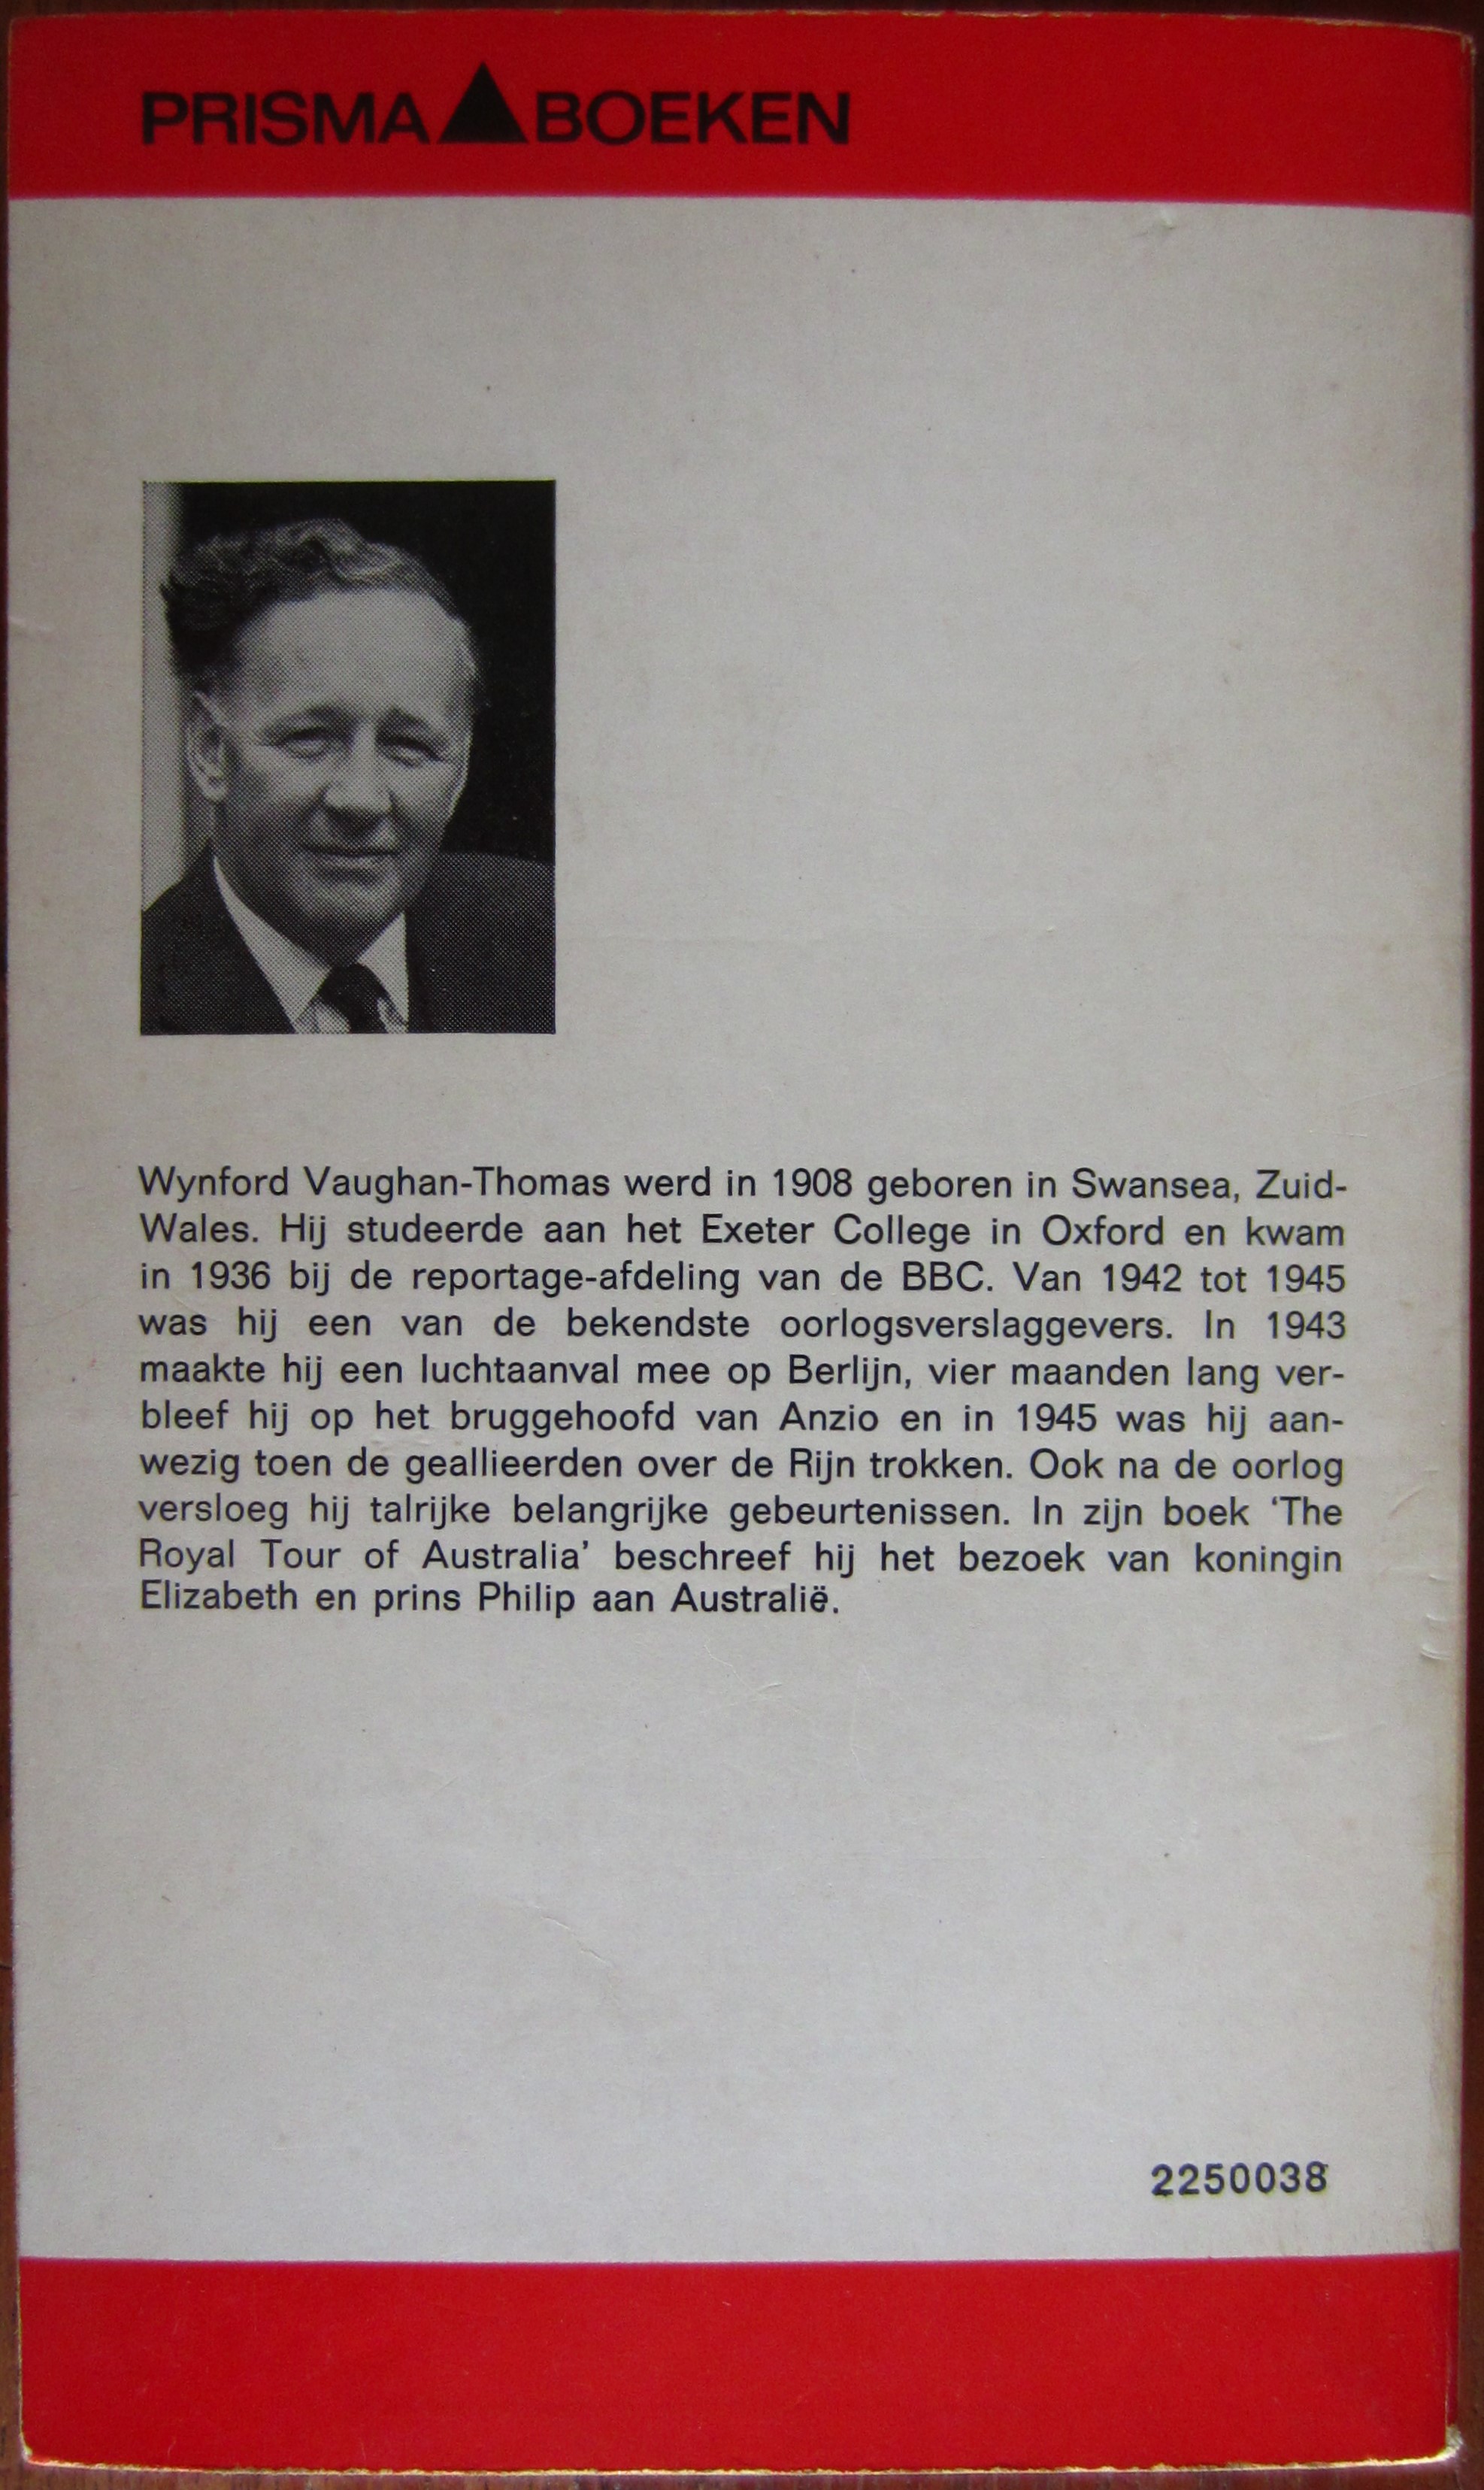 PRISMA BOEKEN
Wynford Vaughan-Thomas werd in 1908 geboren in Swansea, Zuid-
Wales. Hij studeerde aan het Exeter College in Oxford en kwam
in 1936 bij de reportage-afdeling van de BBC. Van 1942 tot 1945
was hij een van de bekendste oorlogsverslaggevers. In 1943
maakte hij een luchtaanval mee op Berlijn, vier maanden lang ver-
bleef hij op het bruggehoofd van Anzio en in 1945 was hij aan-
wezig toen de geallieerden over de Rijn trokken. Ook na de oorlog
versloeg hij talrijke belangrijke gebeurtenissen. In zijn boek ‘The
Royal Tour of Australia’ beschreef hij het bezoek van koningin
Elizabeth en prins Philip aan Australië.
2250038